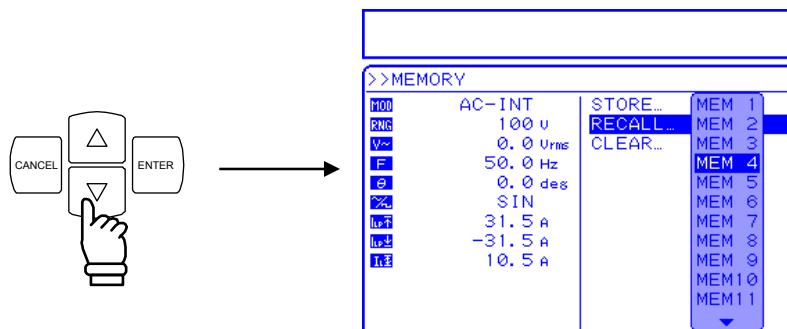 CANCEL
ENTER
>>MEMORY
MOD AC-INT
RNG 100 V
V~ 0.0 Vrms
F 50.0 Hz
θ 0.0 deg
SIN
31.5 A
-31.5 A
10.5 A
STORE…
RECALL…
CLEAR…
MEM 1
MEM 2
MEM 3
MEM 4
MEM 5
MEM 6
MEM 7
MEM 8
MEM 9
MEM10
MEM11